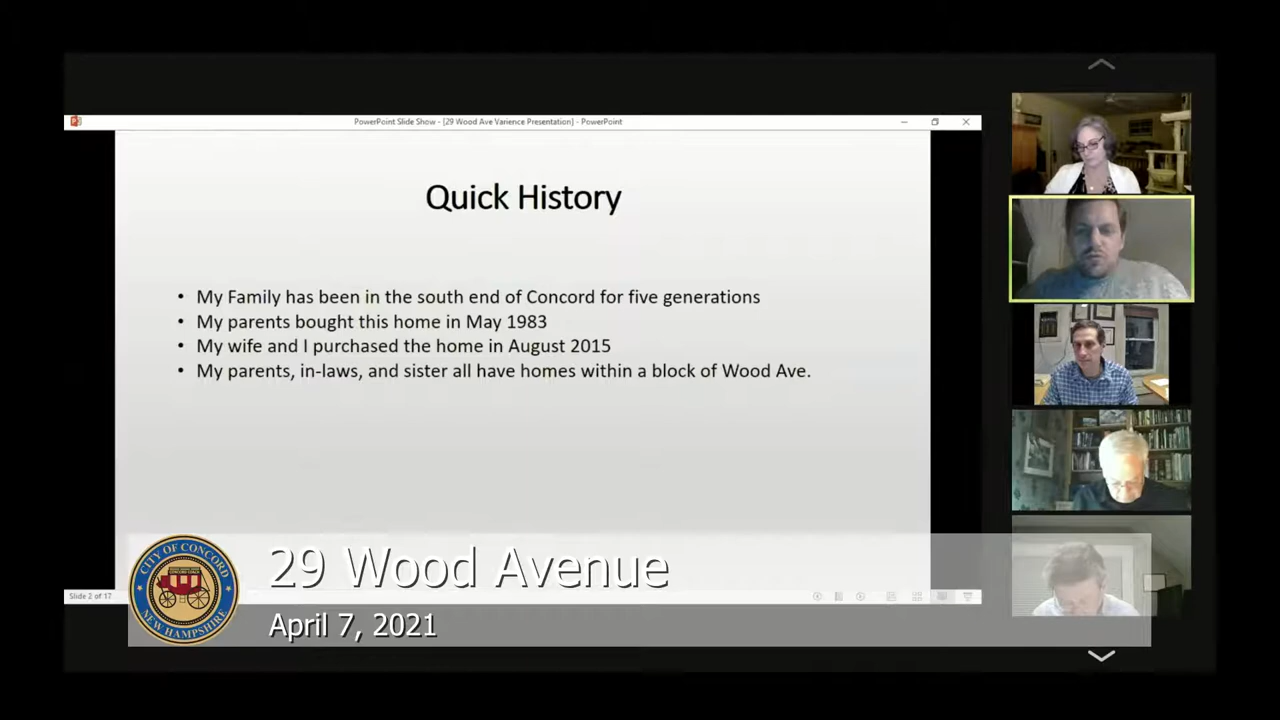 PowerPoint Slide Show - [29 Wood Ave Varience Presentation] - PowerPoint
Quick History
• My Family has been in the south end of Concord for five generations
• My parents bought this home in May 1983
• My wife and I purchased the home in August 2015
• My parents, in-laws, and sister all have homes within a block of Wood Ave.
CITY OF CONCORD
NEW HAMPSHIRE
29 Wood Avenue
April 7, 2021
Slide 2 of 17